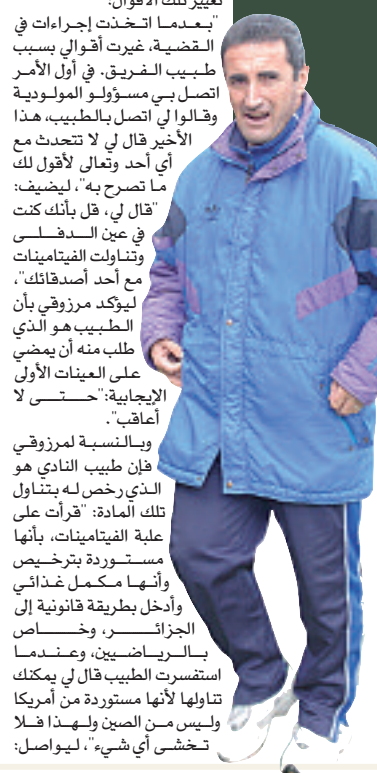 تغيير تلك الأقوال:
"بعدما اتخذت إجراءات في
القضية، غيرت أقوالي بسبب
طبيب الفريق. في أول الأمر
اتصل بي مسؤولو المولودية
وقالوا لي اتصل بالطبيب، هذا
الأخير قال لي لا تتحدث مع
أي أحد وتعالى لأقول لك
ما تصرح به"، ليضيف:
"قال لي، قل بأنك كنت
في عين الدفلى
وتناولت الفيتامينات
مع أحد أصدقائك"،
ليؤكد مرزوقي بأن
الطبيب هو الذي
طلب منه أن يمضي
على العينات الأولى
الإيجابية:"حتى لا
أعاقب".
وبالنسبة لمرزوقي
فإن طبيب النادي هو
الذي رخص له بتناول
تلك المادة: "قرأت على
علبة الفيتامينات، بأنها
مستوردة بترخيص
وأنها مكمل غذائي
وأدخل بطريقة قانونية إلى
الجزائر، وخاص
بالرياضيين، وعندما
استفسرت الطبيب قال لي يمكنك
تناولها لأنها مستوردة من أمريكا
وليس من الصين ولهذا فلا
تخشى أي شيء"، ليواصل: